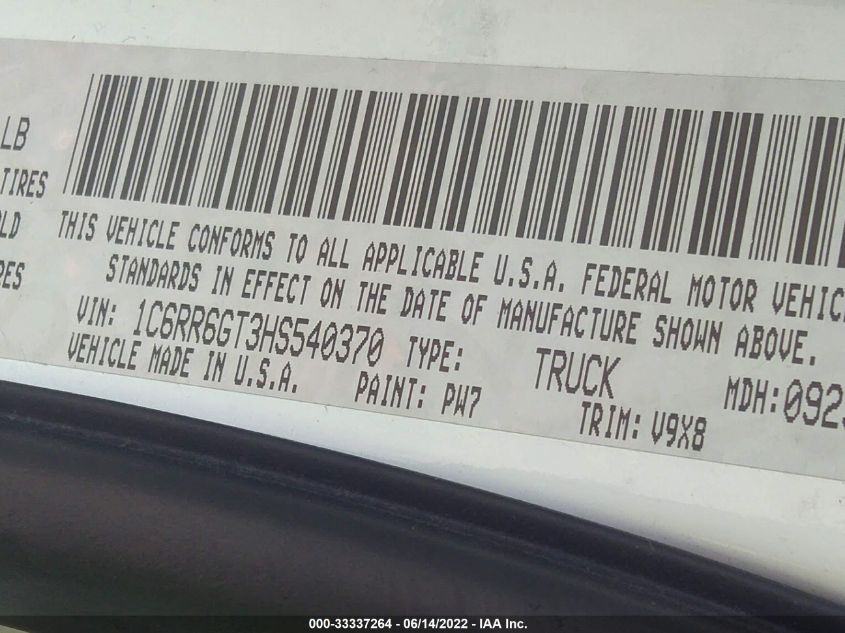 LB
TIRES
OLD
RES
THIS VEHICLE CONFORMS TO ALL APPLICABLE U.S.A. FEDERAL MOTOR VEHIC
STANDARDS IN EFFECT ON THE DATE OF MANUFACTURE SHOWN ABOVE.
VIN: 1C6RR6GT3HS540370 TYPE: TRUCK MDH:092
VEHICLE MADE IN U.S.A. PAINT: PW7 TRIM: V9X8
000-33337264 - 06/14/2022 - IAA Inc.